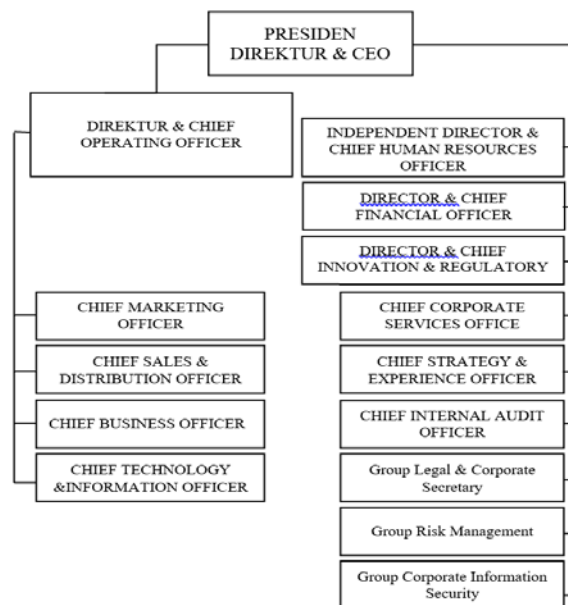 PRESIDEN
DIREKTUR & CEO
DIREKTUR & CHIEF
OPERATING OFFICER
INDEPENDENT DIRECTOR &
CHIEF HUMAN RESOURCES
OFFICER
DIRECTOR & CHIEF
FINANCIAL OFFICER
DIRECTOR & CHIEF
INNOVATION & REGULATORY
CHIEF MARKETING
OFFICER
CHIEF SALES &
DISTRIBUTION OFFICER
CHIEF BUSINESS OFFICER
CHIEF TECHNOLOGY
&INFORMATION OFFICER
CHIEF CORPORATE
SERVICES OFFICE
CHIEF STRATEGY &
EXPERIENCE OFFICER
CHIEF INTERNAL AUDIT
OFFICER
Group Legal & Corporate
Secretary
Group Risk Management
Group Corporate Information
Security